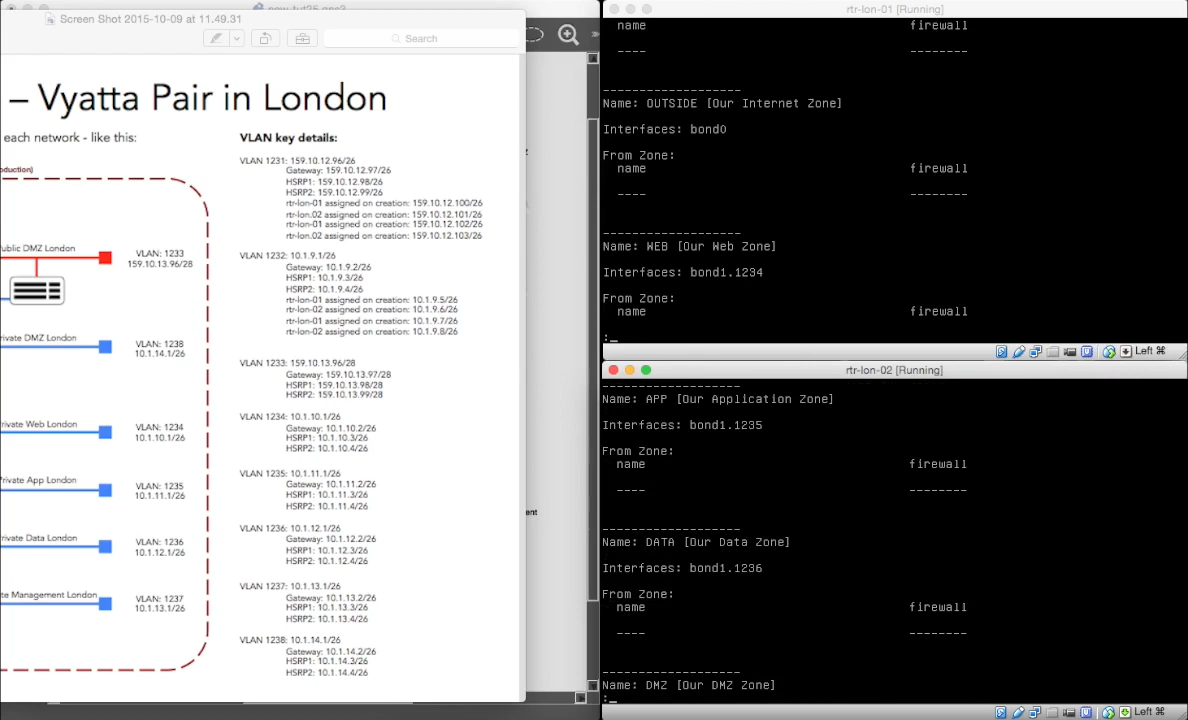 new-tut25.gns3
Screen Shot 2015-10-09 at 11.49.31
Search
– Vyatta Pair in London
each network - like this:
oduction)
ublic DMZ London
VLAN: 1233
159.10.13.96/28
rivate DMZ London
VLAN: 1238
10.1.14.1/26
rivate Web London
VLAN: 1234
10.1.10.1/26
rivate App London
VLAN: 1235
10.1.11.1/26
rivate Data London
VLAN: 1236
10.1.12.1/26
te Management London
VLAN: 1237
10.1.13.1/26
VLAN key details:
VLAN 1231: 159.10.12.96/26
Gateway: 159.10.12.97/26
HSRP1: 159.10.12.98/26
HSRP2: 159.10.12.99/26
rtr-lon-01 assigned on creation: 159.10.12.100/26
rtr-lon.02 assigned on creation: 159.10.12.101/26
rtr-lon-01 assigned on creation: 159.10.12.102/26
rtr-lon.02 assigned on creation: 159.10.12.103/26
VLAN 1232: 10.1.9.1/26
Gateway: 10.1.9.2/26
HSRP1: 10.1.9.3/26
HSRP2: 10.1.9.4/26
rtr-lon-01 assigned on creation: 10.1.9.5/26
rtr-lon-02 assigned on creation: 10.1.9.6/26
rtr-lon-01 assigned on creation: 10.1.9.7/26
rtr-lon-02 assigned on creation: 10.1.9.8/26
VLAN 1233: 159.10.13.96/28
Gateway: 159.10.13.97/28
HSRP1: 159.10.13.98/28
HSRP2: 159.10.13.99/28
VLAN 1234: 10.1.10.1/26
Gateway: 10.1.10.2/26
HSRP1: 10.1.10.3/26
HSRP2: 10.1.10.4/26
VLAN 1235: 10.1.11.1/26
Gateway: 10.1.11.2/26
HSRP1: 10.1.11.3/26
HSRP2: 10.1.11.4/26
VLAN 1236: 10.1.12.1/26
Gateway: 10.1.12.2/26
HSRP1: 10.1.12.3/26
HSRP2: 10.1.12.4/26
VLAN 1237: 10.1.13.1/26
Gateway: 10.1.13.2/26
HSRP1: 10.1.13.3/26
HSRP2: 10.1.13.4/26
VLAN 1238: 10.1.14.1/26
Gateway: 10.1.14.2/26
HSRP1: 10.1.14.3/26
HSRP2: 10.1.14.4/26
ent
rtr-lon-01 [Running]
name firewall
---- --------
-------------------
Name: OUTSIDE [Our Internet Zone]
Interfaces: bond0
From Zone:
name firewall
---- --------
-------------------
Name: WEB [Our Web Zone]
Interfaces: bond1.1234
From Zone:
name firewall
:_
Left ⌘
rtr-lon-02 [Running]
-------------------
Name: APP [Our Application Zone]
Interfaces: bond1.1235
From Zone:
name firewall
---- --------
-------------------
Name: DATA [Our Data Zone]
Interfaces: bond1.1236
From Zone:
name firewall
---- --------
-------------------
Name: DMZ [Our DMZ Zone]
:_
Left ⌘